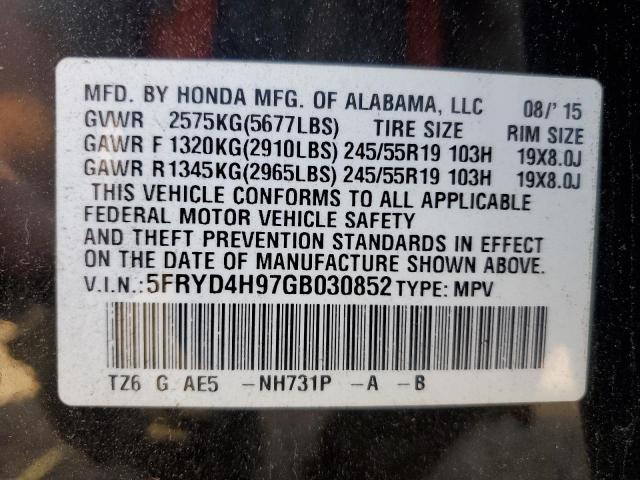 MFD. BY HONDA MFG. OF ALABAMA, LLC 08/'15
GVWR 2575KG(5677LBS) TIRE SIZE RIM SIZE
GAWR F 1320KG(2910LBS) 245/55R19 103H 19X8.0J
GAWR R 1345KG(2965LBS) 245/55R19 103H 19X8.0J
THIS VEHICLE CONFORMS TO ALL APPLICABLE
FEDERAL MOTOR VEHICLE SAFETY
AND THEFT PREVENTION STANDARDS IN EFFECT
ON THE DATE OF MANUFACTURE SHOWN ABOVE.
V.I.N.: 5FRYD4H97GB030852 TYPE: MPV
TZ6 G AE5 -NH731P -A -B